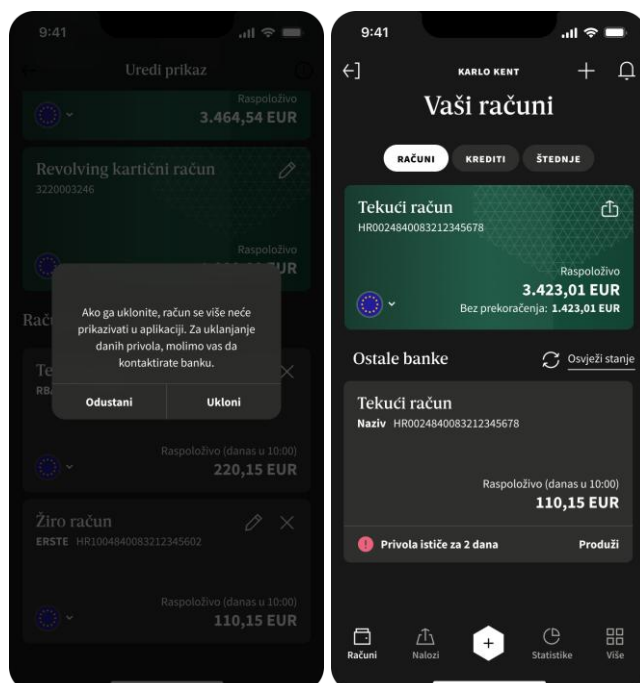 9:41
Uredi prikaz
Raspoloživo
3.464,54 EUR
Revolving kartični račun
3220003246
Raspoloživo
Ako ga uklonite, račun se više neće
prikazivati u aplikaciji. Za uklanjanje
danih privola, molimo vas da
kontaktirate banku.
Odustani Ukloni
Raspoloživo (danas u 10:00)
220,15 EUR
Žiro račun
ERSTE HR1004840083212345602
Raspoloživo (danas u 10:00)
110,15 EUR
9:41
KARLO KENT
Vaši računi
RAČUNI KREDITI ŠTEDNJE
Tekući račun
HR0024840083212345678
Raspoloživo
3.423,01 EUR
Bez prekoračenja: 1.423,01 EUR
Ostale banke Osvježi stanje
Tekući račun
Naziv HR0024840083212345678
Raspoloživo (danas u 10:00)
110,15 EUR
Privola ističe za 2 dana Produži
Računi Nalozi Statistike Više